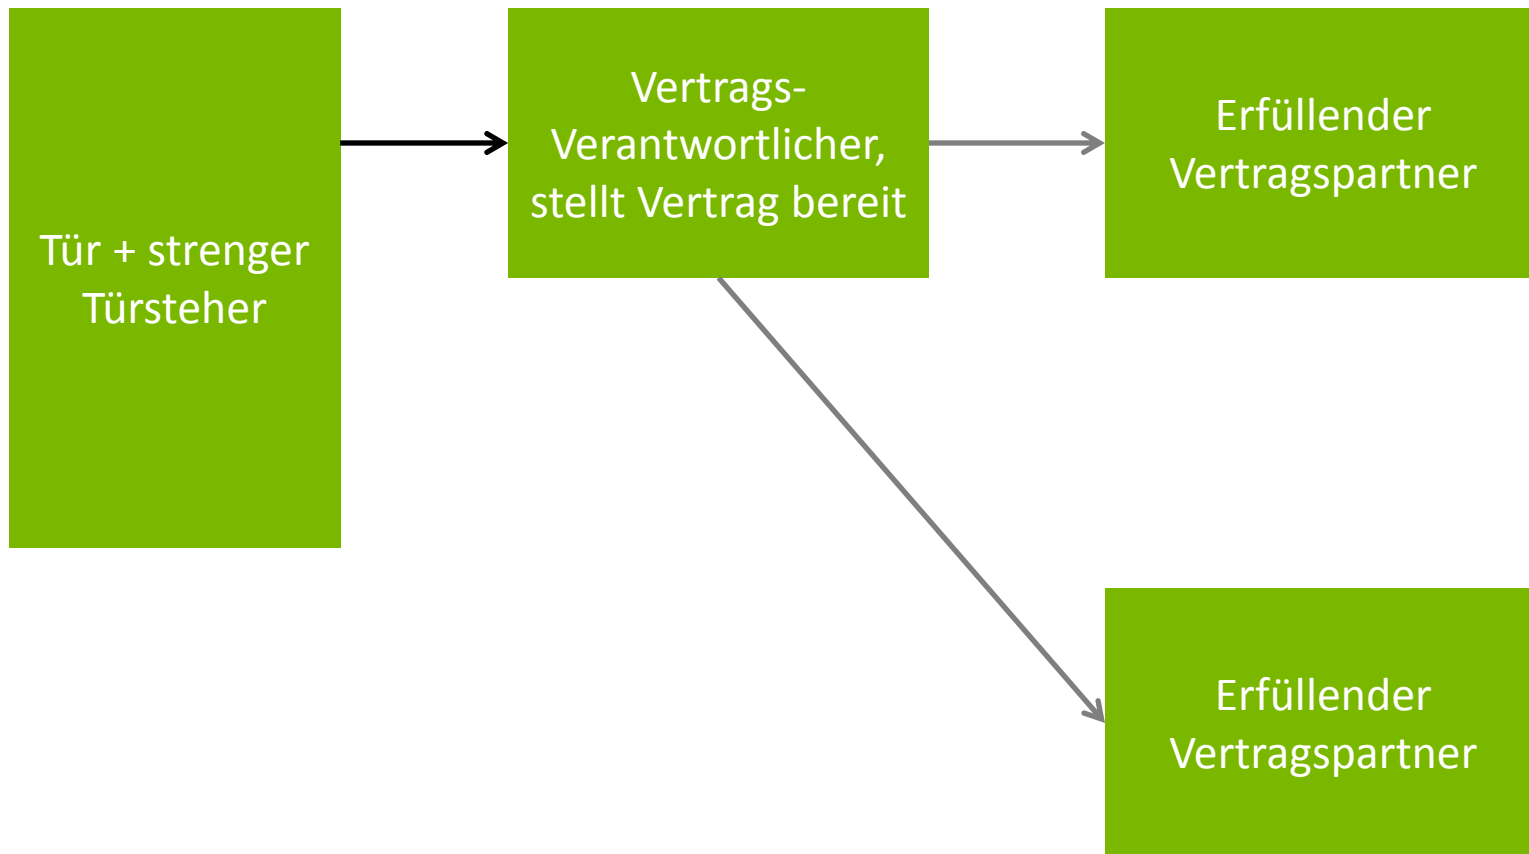 Tür + strenger
Türsteher
Vertrags-
Verantwortlicher,
stellt Vertrag bereit
Erfüllender
Vertragspartner
Erfüllender
Vertragspartner